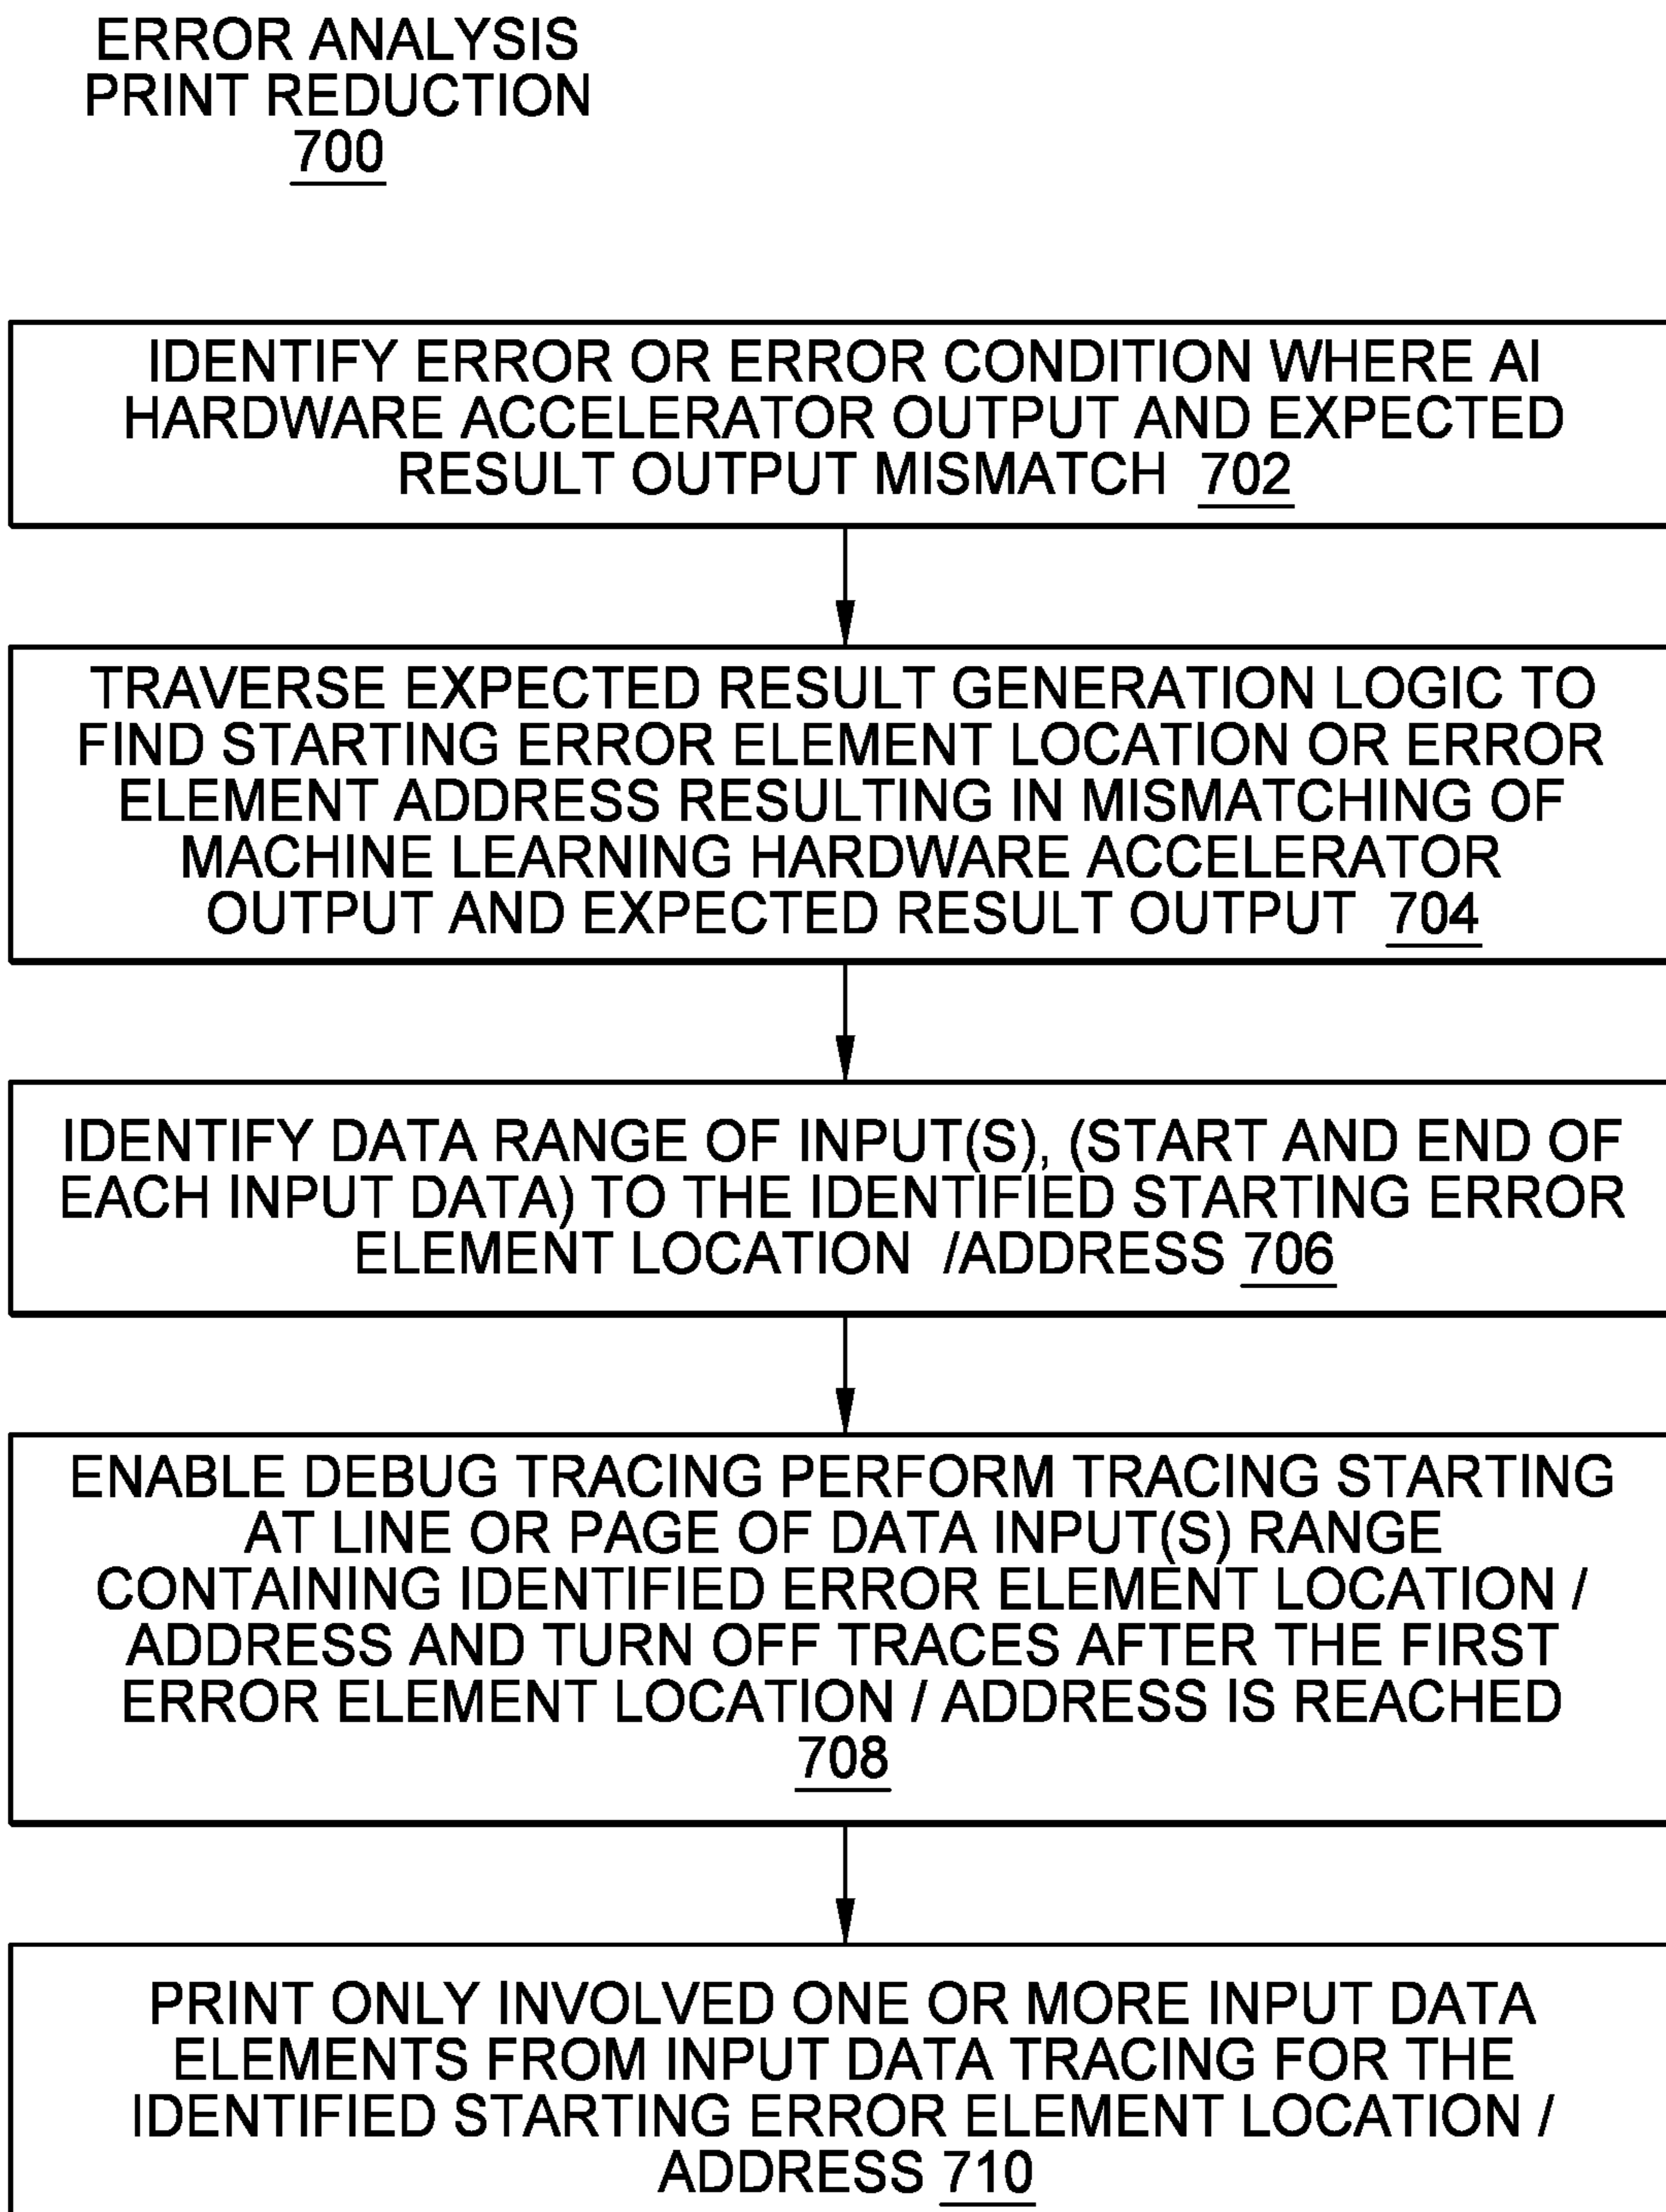 ERROR ANALYSIS
PRINT REDUCTION
700
IDENTIFY ERROR OR ERROR CONDITION WHERE AI
HARDWARE ACCELERATOR OUTPUT AND EXPECTED
RESULT OUTPUT MISMATCH 702
TRAVERSE EXPECTED RESULT GENERATION LOGIC TO
FIND STARTING ERROR ELEMENT LOCATION OR ERROR
ELEMENT ADDRESS RESULTING IN MISMATCHING OF
MACHINE LEARNING HARDWARE ACCELERATOR
OUTPUT AND EXPECTED RESULT OUTPUT 704
IDENTIFY DATA RANGE OF INPUT(S), (START AND END OF
EACH INPUT DATA) TO THE IDENTIFIED STARTING ERROR
ELEMENT LOCATION /ADDRESS 706
ENABLE DEBUG TRACING PERFORM TRACING STARTING
AT LINE OR PAGE OF DATA INPUT(S) RANGE
CONTAINING IDENTIFIED ERROR ELEMENT LOCATION /
ADDRESS AND TURN OFF TRACES AFTER THE FIRST
ERROR ELEMENT LOCATION / ADDRESS IS REACHED
708
PRINT ONLY INVOLVED ONE OR MORE INPUT DATA
ELEMENTS FROM INPUT DATA TRACING FOR THE
IDENTIFIED STARTING ERROR ELEMENT LOCATION /
ADDRESS 710